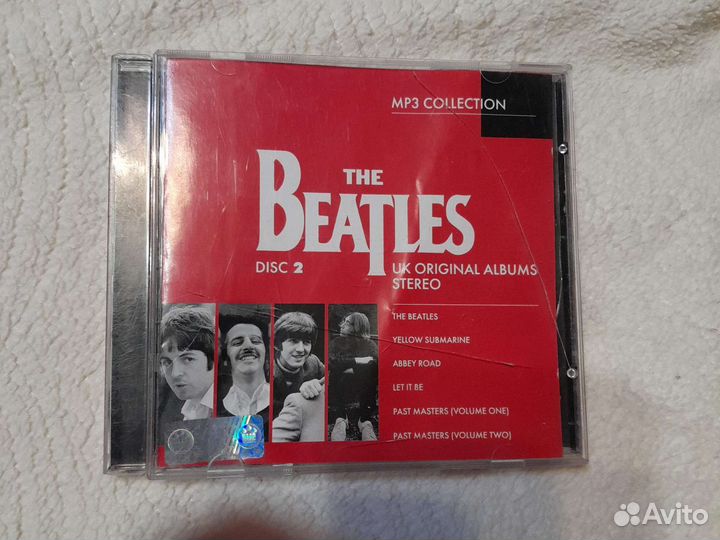 MP3 COLLECTION
THE
BEATLES
DISC 2
UK ORIGINAL ALBUMS
STEREO
THE BEATLES
YELLOW SUBMARINE
ABBEY ROAD
LET IT BE
PAST MASTERS (VOLUME ONE)
PAST MASTERS (VOLUME TWO)
Avito